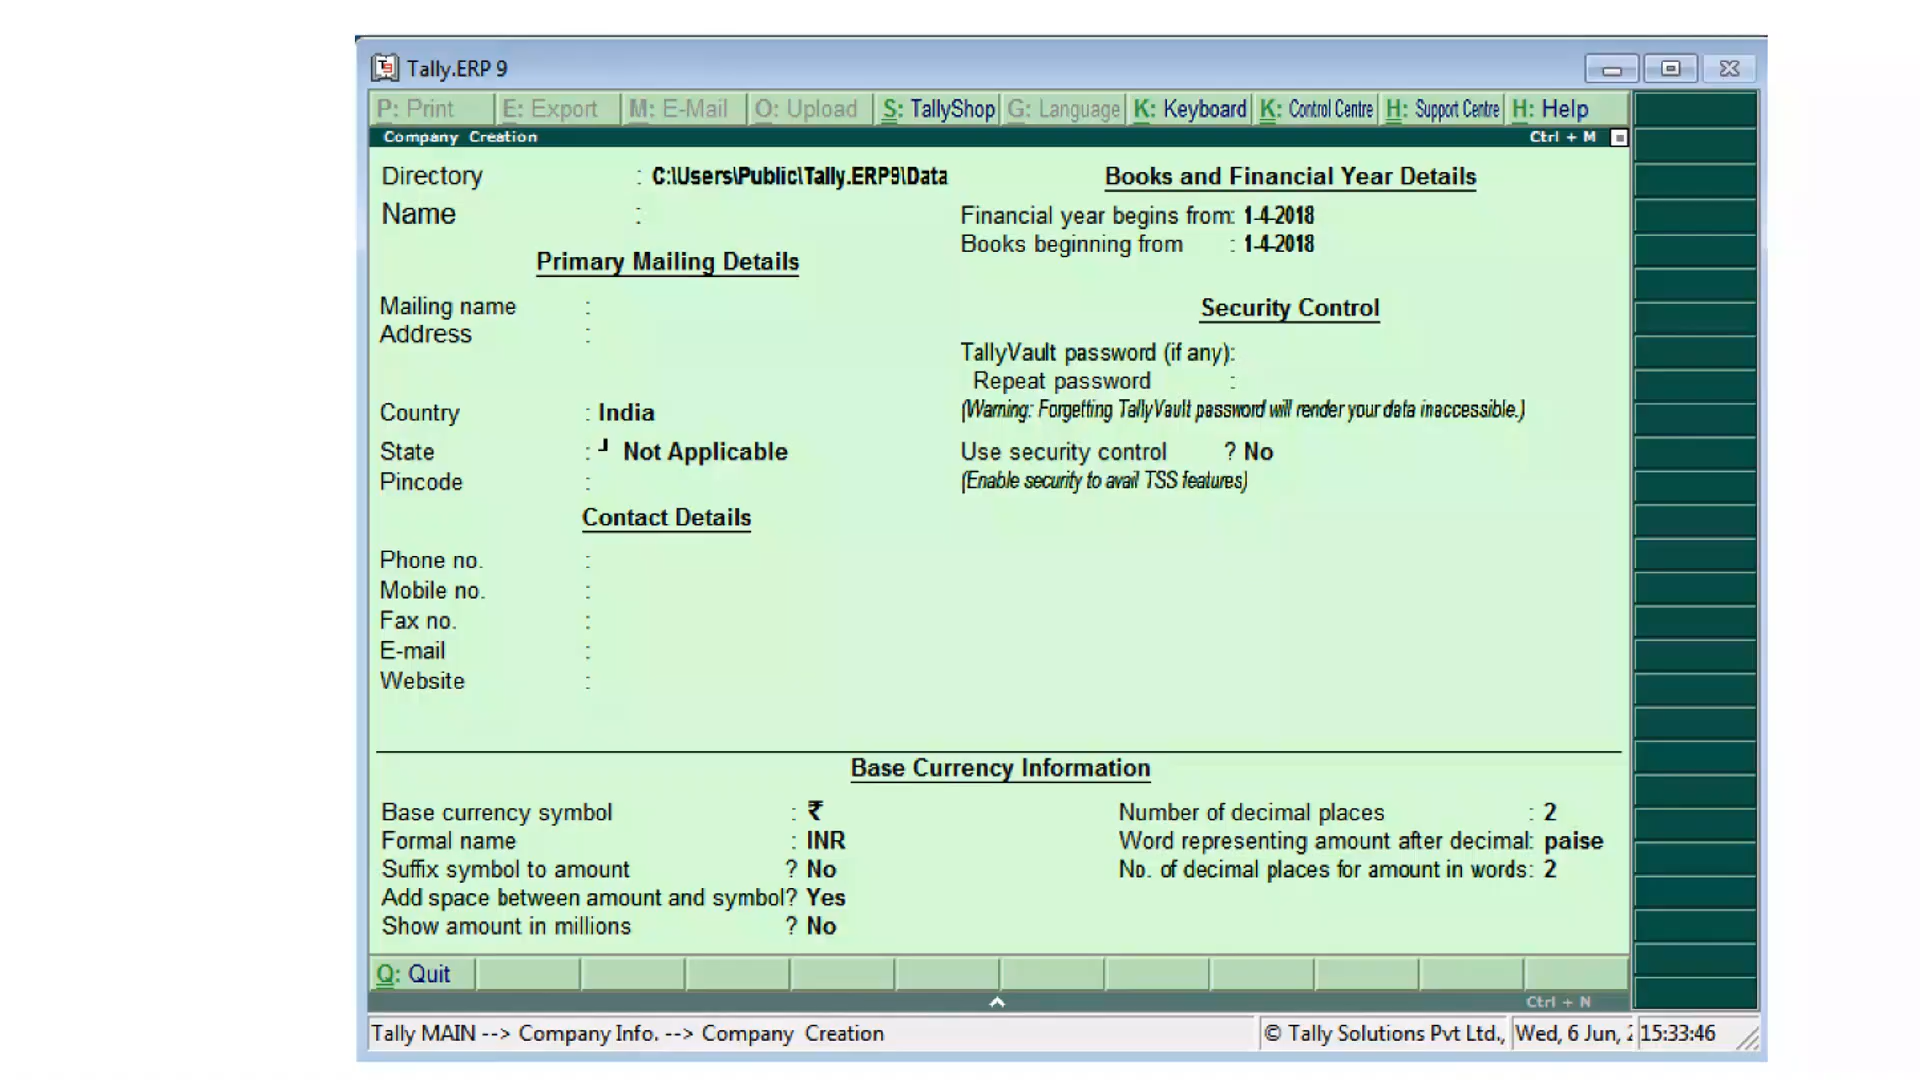 Tally.ERP 9
P: Print E: Export M: E-Mail O: Upload S: TallyShop G: Language K: Keyboard K: Control Centre H: Support Centre H: Help
Company Creation Ctrl + M
Directory : C:\Users\Public\Tally.ERP9\Data
Name :
Primary Mailing Details
Mailing name :
Address :
Country : India
State : ┘ Not Applicable
Pincode :
Contact Details
Phone no. :
Mobile no. :
Fax no. :
E-mail :
Website :
Books and Financial Year Details
Financial year begins from: 1-4-2018
Books beginning from : 1-4-2018
Security Control
TallyVault password (if any):
Repeat password :
(Warning: Forgetting TallyVault password will render your data inaccessible.)
Use security control ? No
(Enable security to avail TSS features)
Base Currency Information
Base currency symbol : ₹
Formal name : INR
Suffix symbol to amount ? No
Add space between amount and symbol? Yes
Show amount in millions ? No
Number of decimal places : 2
Word representing amount after decimal: paise
No. of decimal places for amount in words: 2
Q: Quit
Ctrl + N
Tally MAIN --> Company Info. --> Company Creation © Tally Solutions Pvt Ltd., Wed, 6 Jun, 15:33:46